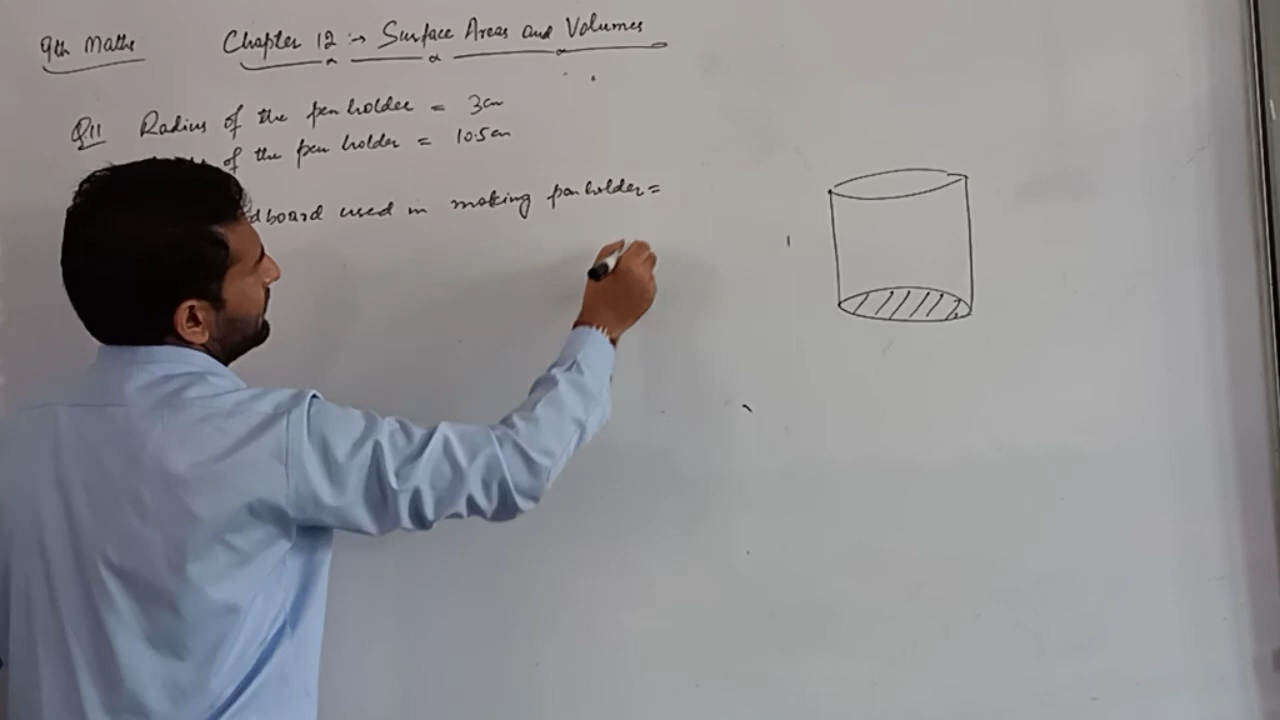 9th Maths Chapter 12 :→ Surface Areas and Volumes
Q11 Radius of the pen holder = 3cm
of the pen holder = 10.5cm
dboard used in making pen holder =